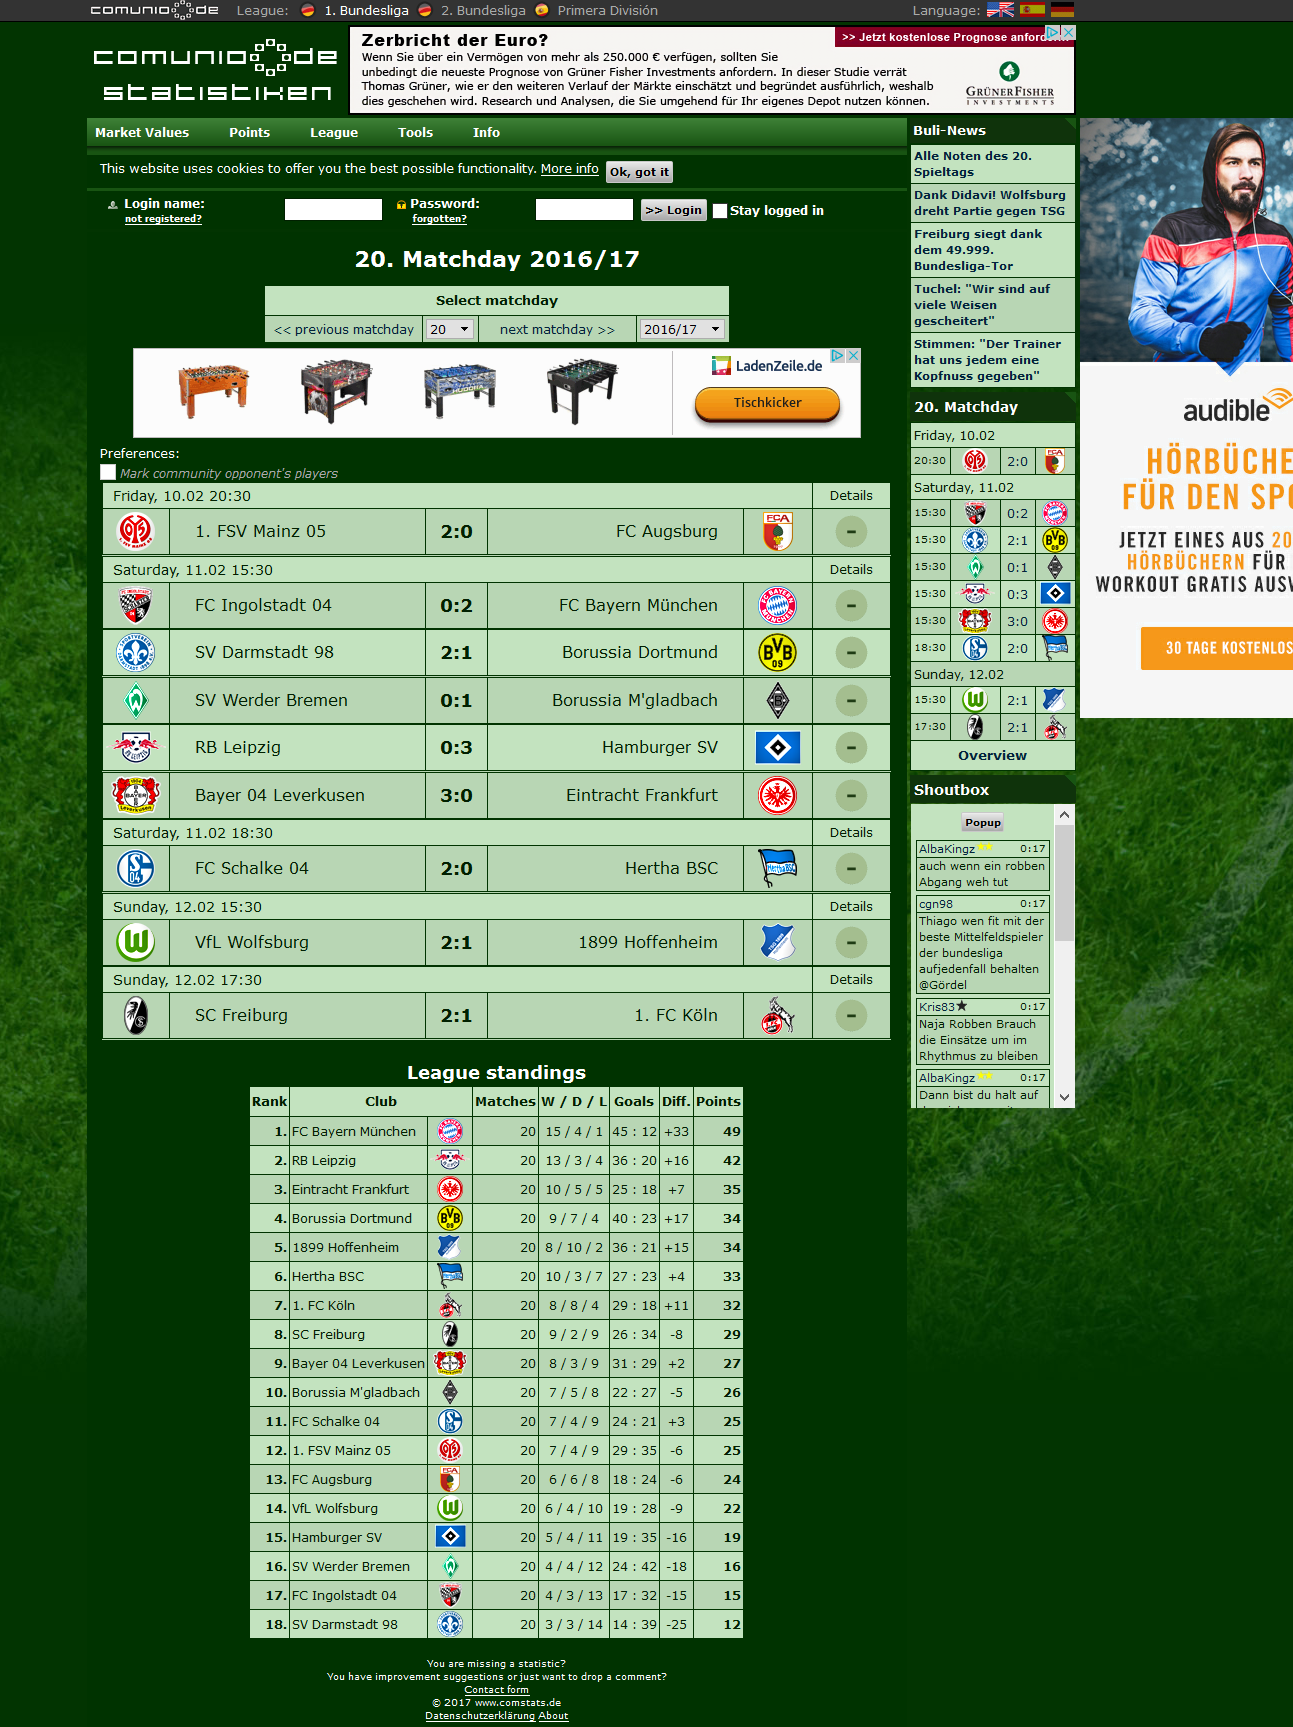 comunio.de League: 1. Bundesliga 2. Bundesliga Primera División Language:
comunio.de
statistiken
Zerbricht der Euro?
>> Jetzt kostenlose Prognose anfordern
Wenn Sie über ein Vermögen von mehr als 250.000 € verfügen, sollten Sie
unbedingt die neueste Prognose von Grüner Fisher Investments anfordern. In dieser Studie verrät
Thomas Grüner, wie er den weiteren Verlauf der Märkte einschätzt und begründet ausführlich, weshalb
dies geschehen wird. Research und Analysen, die Sie umgehend für Ihr eigenes Depot nutzen können.
GRÜNERFISHER
INVESTMENTS
Market Values Points League Tools Info
This website uses cookies to offer you the best possible functionality. More info Ok, got it
Login name: Password: >> Login Stay logged in
not registered? forgotten?
20. Matchday 2016/17
Select matchday
<< previous matchday 20 next matchday >> 2016/17
LadenZeile.de
Tischkicker
Preferences:
Mark community opponent's players
Friday, 10.02 20:30 Details
1. FSV Mainz 05 2:0 FC Augsburg -
Saturday, 11.02 15:30 Details
FC Ingolstadt 04 0:2 FC Bayern München -
SV Darmstadt 98 2:1 Borussia Dortmund -
SV Werder Bremen 0:1 Borussia M'gladbach -
RB Leipzig 0:3 Hamburger SV -
Bayer 04 Leverkusen 3:0 Eintracht Frankfurt -
Saturday, 11.02 18:30 Details
FC Schalke 04 2:0 Hertha BSC -
Sunday, 12.02 15:30 Details
VfL Wolfsburg 2:1 1899 Hoffenheim -
Sunday, 12.02 17:30 Details
SC Freiburg 2:1 1. FC Köln -
League standings
Rank Club Matches W / D / L Goals Diff. Points
1. FC Bayern München 20 15 / 4 / 1 45 : 12 +33 49
2. RB Leipzig 20 13 / 3 / 4 36 : 20 +16 42
3. Eintracht Frankfurt 20 10 / 5 / 5 25 : 18 +7 35
4. Borussia Dortmund 20 9 / 7 / 4 40 : 23 +17 34
5. 1899 Hoffenheim 20 8 / 10 / 2 36 : 21 +15 34
6. Hertha BSC 20 10 / 3 / 7 27 : 23 +4 33
7. 1. FC Köln 20 8 / 8 / 4 29 : 18 +11 32
8. SC Freiburg 20 9 / 2 / 9 26 : 34 -8 29
9. Bayer 04 Leverkusen 20 8 / 3 / 9 31 : 29 +2 27
10. Borussia M'gladbach 20 7 / 5 / 8 22 : 27 -5 26
11. FC Schalke 04 20 7 / 4 / 9 24 : 21 +3 25
12. 1. FSV Mainz 05 20 7 / 4 / 9 29 : 35 -6 25
13. FC Augsburg 20 6 / 6 / 8 18 : 24 -6 24
14. VfL Wolfsburg 20 6 / 4 / 10 19 : 28 -9 22
15. Hamburger SV 20 5 / 4 / 11 19 : 35 -16 19
16. SV Werder Bremen 20 4 / 4 / 12 24 : 42 -18 16
17. FC Ingolstadt 04 20 4 / 3 / 13 17 : 32 -15 15
18. SV Darmstadt 98 20 3 / 3 / 14 14 : 39 -25 12
You are missing a statistic?
You have improvement suggestions or just want to drop a comment?
Contact form
© 2017 www.comstats.de
Datenschutzerklärung About
Buli-News
Alle Noten des 20.
Spieltags
Dank Didavi! Wolfsburg
dreht Partie gegen TSG
Freiburg siegt dank
dem 49.999.
Bundesliga-Tor
Tuchel: "Wir sind auf
viele Weisen
gescheitert"
Stimmen: "Der Trainer
hat uns jedem eine
Kopfnuss gegeben"
20. Matchday
Friday, 10.02
20:30 2:0
Saturday, 11.02
15:30 0:2
15:30 2:1
15:30 0:1
15:30 0:3
15:30 3:0
18:30 2:0
Sunday, 12.02
15:30 2:1
17:30 2:1
Overview
Shoutbox
Popup
AlbaKingz 0:17
auch wenn ein robben
Abgang weh tut
cgn98 0:17
Thiago wen fit mit der
beste Mittelfeldspieler
der bundesliga
aufjedenfall behalten
@Gördel
Kris83 0:17
Naja Robben Brauch
die Einsätze um im
Rhythmus zu bleiben
AlbaKingz 0:17
Dann bist du halt auf
audible
HÖRBÜCHE
FÜR DEN SPO
JETZT EINES AUS 20
HÖRBÜCHERN FÜR
WORKOUT GRATIS AUSW
30 TAGE KOSTENLOS